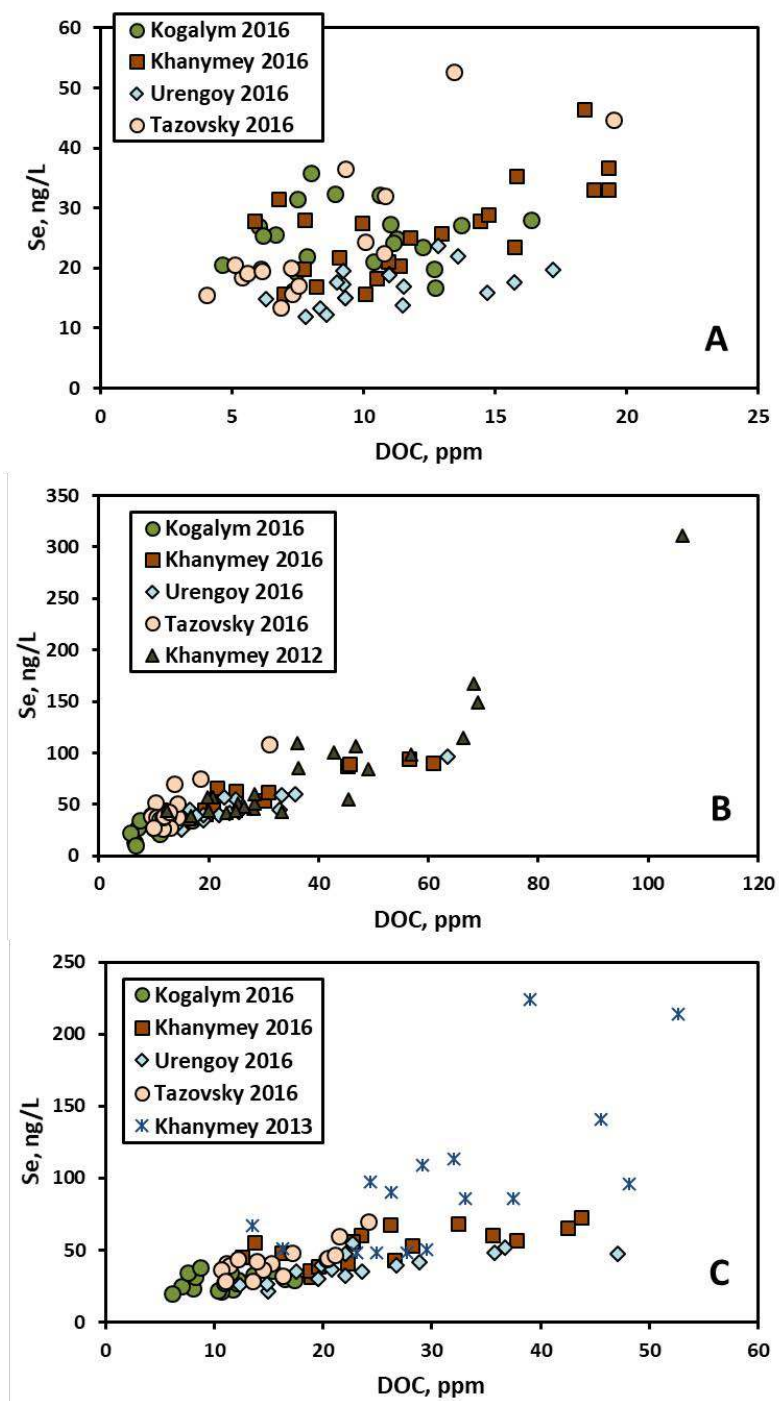 60
50
40
30
20
10
0
Se, ng/L
Kogalym 2016
Khanymey 2016
Urengoy 2016
Tazovsky 2016
A
0 5 10 15 20 25
DOC, ppm
350
300
250
200
150
100
50
0
Se, ng/L
Kogalym 2016
Khanymey 2016
Urengoy 2016
Tazovsky 2016
Khanymey 2012
B
0 20 40 60 80 100 120
DOC, ppm
250
200
150
100
50
0
Se, ng/L
Kogalym 2016
Khanymey 2016
Urengoy 2016
Tazovsky 2016
Khanymey 2013
C
0 10 20 30 40 50 60
DOC, ppm